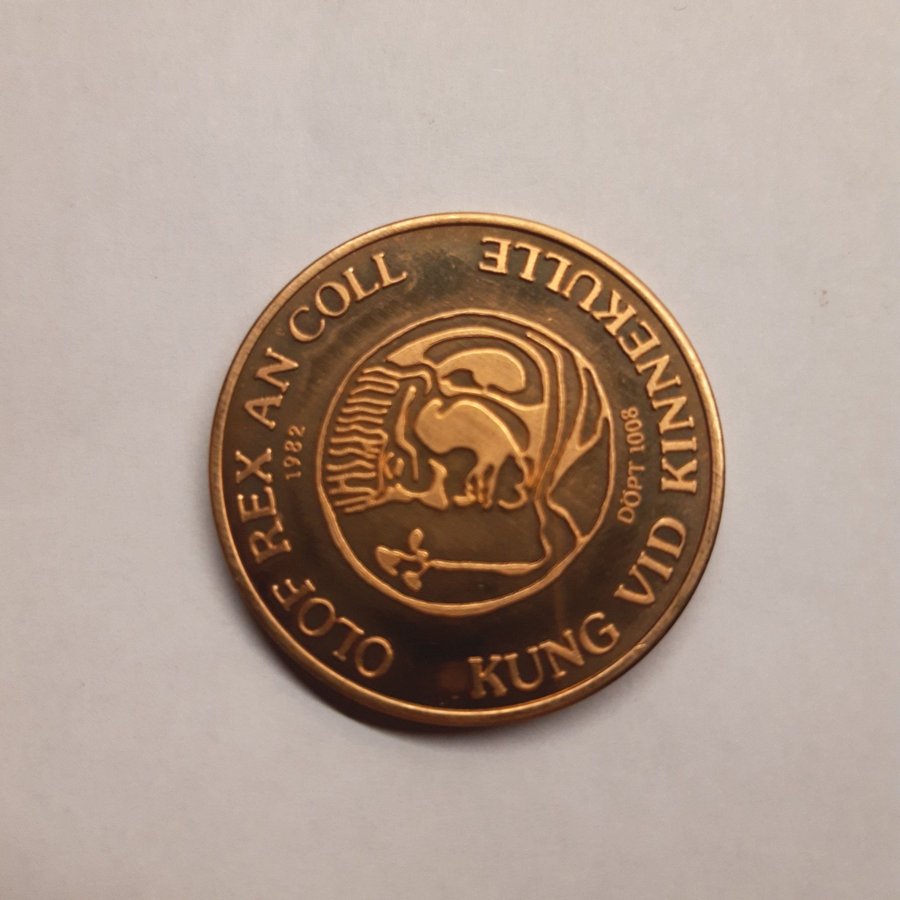 OLOF REX AN COLL
KUNG VID KINNEKULLE
1982
DÖPT 1008